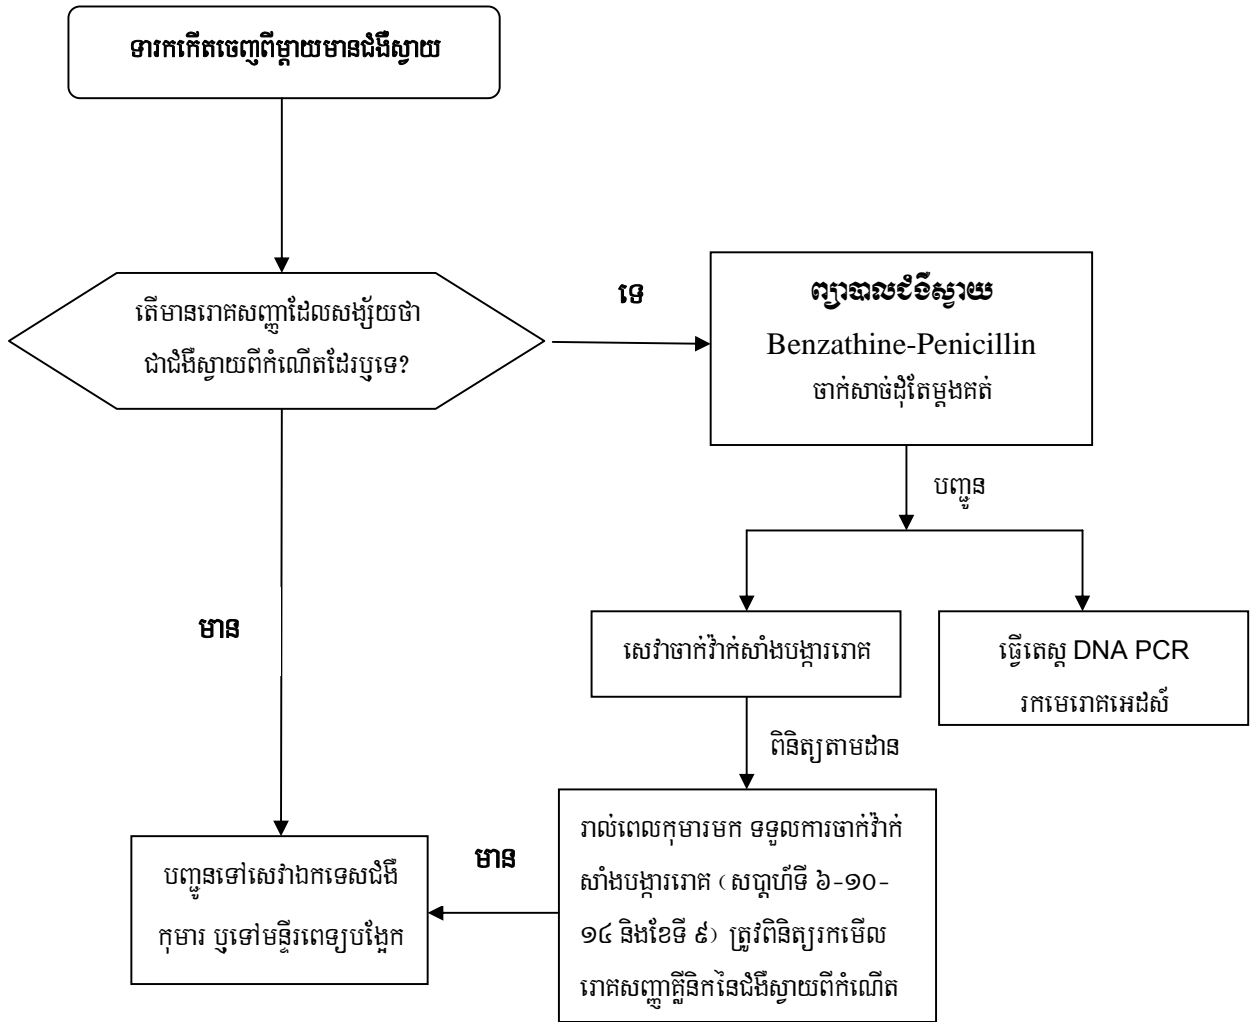 ទារកកើតចេញពីម្តាយមានជំងឺស្វាយ
តើមានរោគសញ្ញាដែលសង្ស័យថា
ជាជំងឺស្វាយពីកំណើតដែរឬទេ?
ទេ
ព្យាបាលជំងឺស្វាយ
Benzathine-Penicillin
ចាក់សាច់ដុំតែម្តងគត់
បញ្ជូន
មាន
សេវាចាក់វ៉ាក់សាំងបង្ការរោគ
ធ្វើតេស្ត DNA PCR
រកមេរោគអេដស៍
ពិនិត្យតាមដាន
រាល់ពេលកុមារមក ទទួលការចាក់វ៉ាក់
សាំងបង្ការរោគ (សប្តាហ៍ទី ៦-១០-
១៤ និងខែទី ៩) ត្រូវពិនិត្យរកមើល
រោគសញ្ញាគ្លីនិកនៃជំងឺស្វាយពីកំណើត
មាន
បញ្ជូនទៅសេវាឯកទេសជំងឺ
កុមារ ឬទៅមន្ទីរពេទ្យបង្អែក